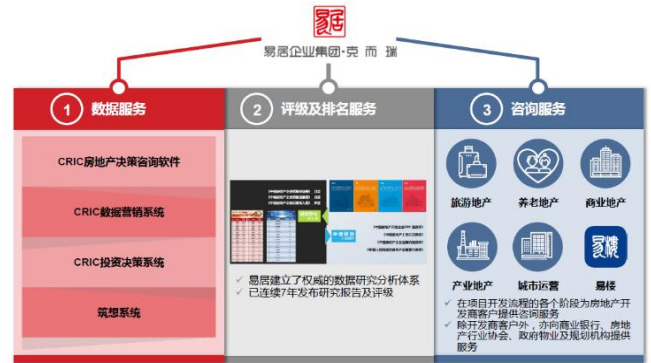 易居
易居企业集团·克而瑞
1 数据服务
CRIC房地产决策咨询软件
CRIC数据营销系统
CRIC投资决策系统
筑想系统
2 评级及排名服务
✓ 易居建立了权威的数据研究分析体系
✓ 已连续7年发布研究报告及评级
3 咨询服务
旅游地产 养老地产 商业地产
易楼
产业地产 城市运营 易楼
✓ 在项目开发流程的各个阶段为房地产开
发商客户提供咨询服务
✓ 除开发商客户外，亦向商业银行、房地
产行业协会、政府物业及规划机构提供
服务